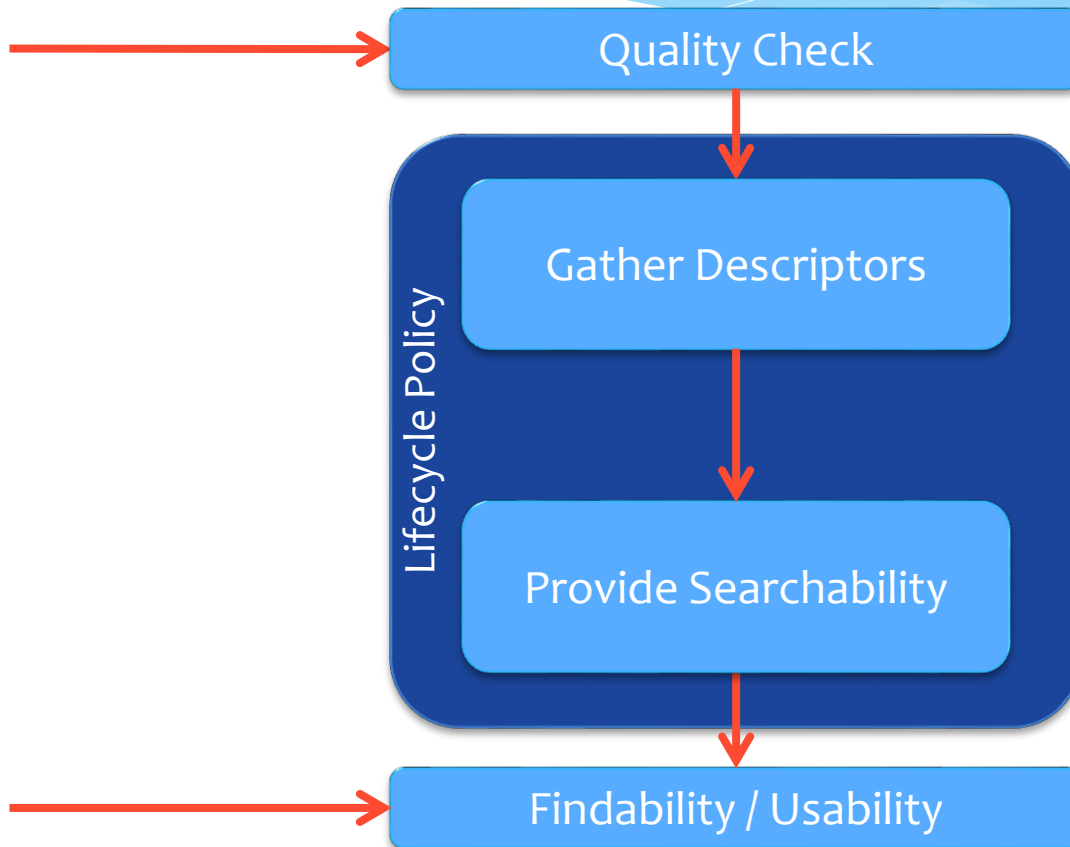 Quality Check
Gather Descriptors
Lifecycle Policy
Provide Searchability
Findability / Usability